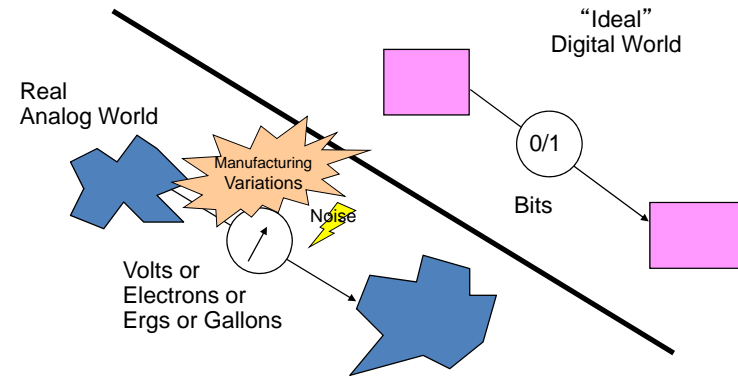 “Ideal”
Digital World
Real
Analog World
Manufacturing
Variations
0/1
Noise
Bits
Volts or
Electrons or
Ergs or Gallons